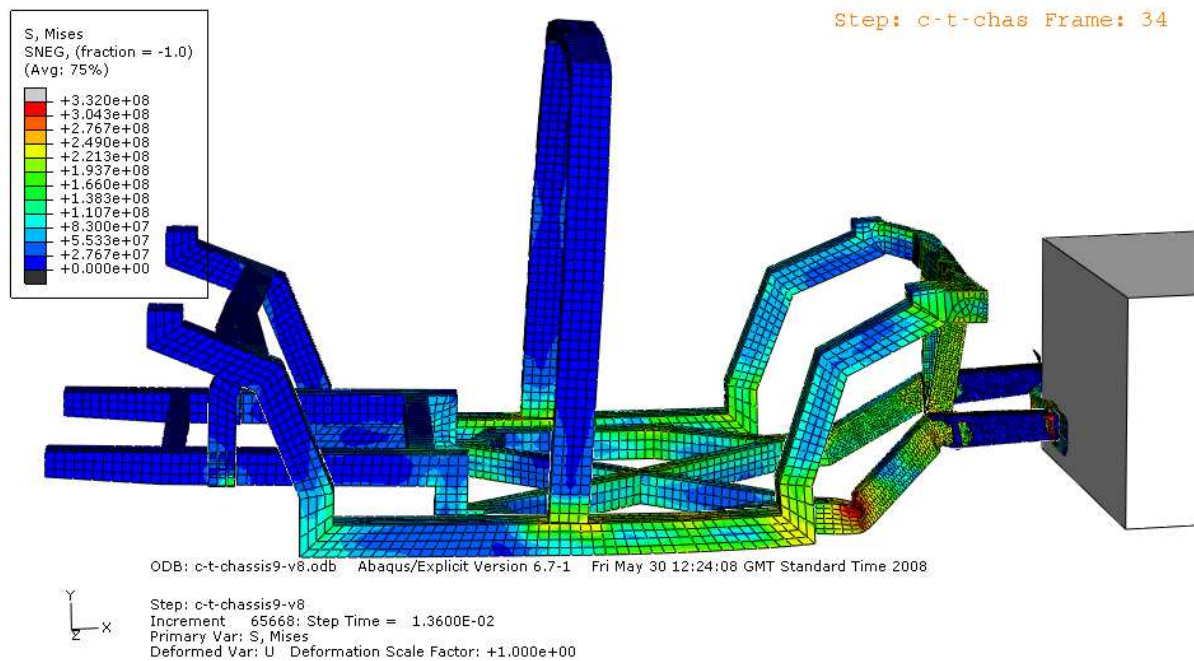 Step: c-t-chas Frame: 34
S, Mises
SNEG, (fraction = -1.0)
(Avg: 75%)
+3.320e+08
+3.043e+08
+2.767e+08
+2.490e+08
+2.213e+08
+1.937e+08
+1.660e+08
+1.383e+08
+1.107e+08
+8.300e+07
+5.533e+07
+2.767e+07
+0.000e+00
ODB: c-t-chassis9-v8.odb Abaqus/Explicit Version 6.7-1 Fri May 30 12:24:08 GMT Standard Time 2008
Y
Z X
Step: c-t-chassis9-v8
Increment 65668: Step Time = 1.3600E-02
Primary Var: S, Mises
Deformed Var: U Deformation Scale Factor: +1.000e+00